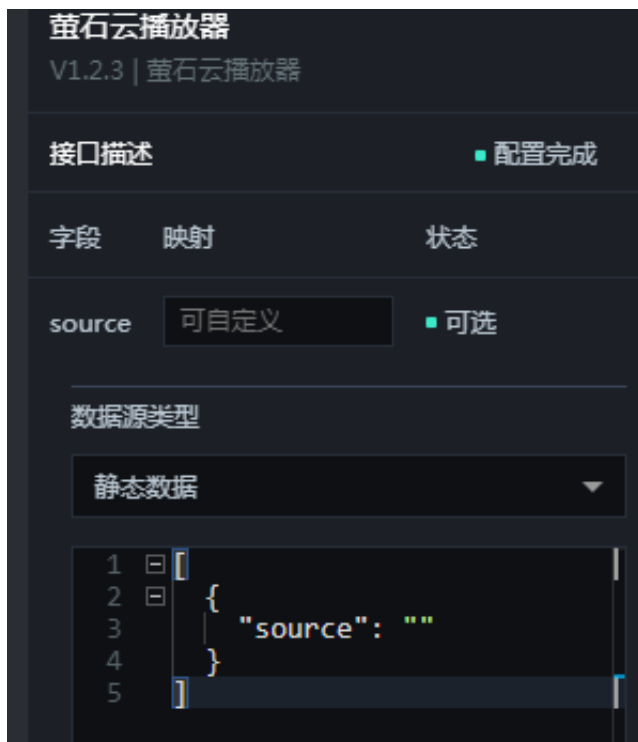 萤石云播放器
V1.2.3 | 萤石云播放器
接口描述 配置完成
字段 映射 状态
source 可自定义 可选
数据源类型
静态数据
1 [
2 {
3 "source": ""
4 }
5 ]